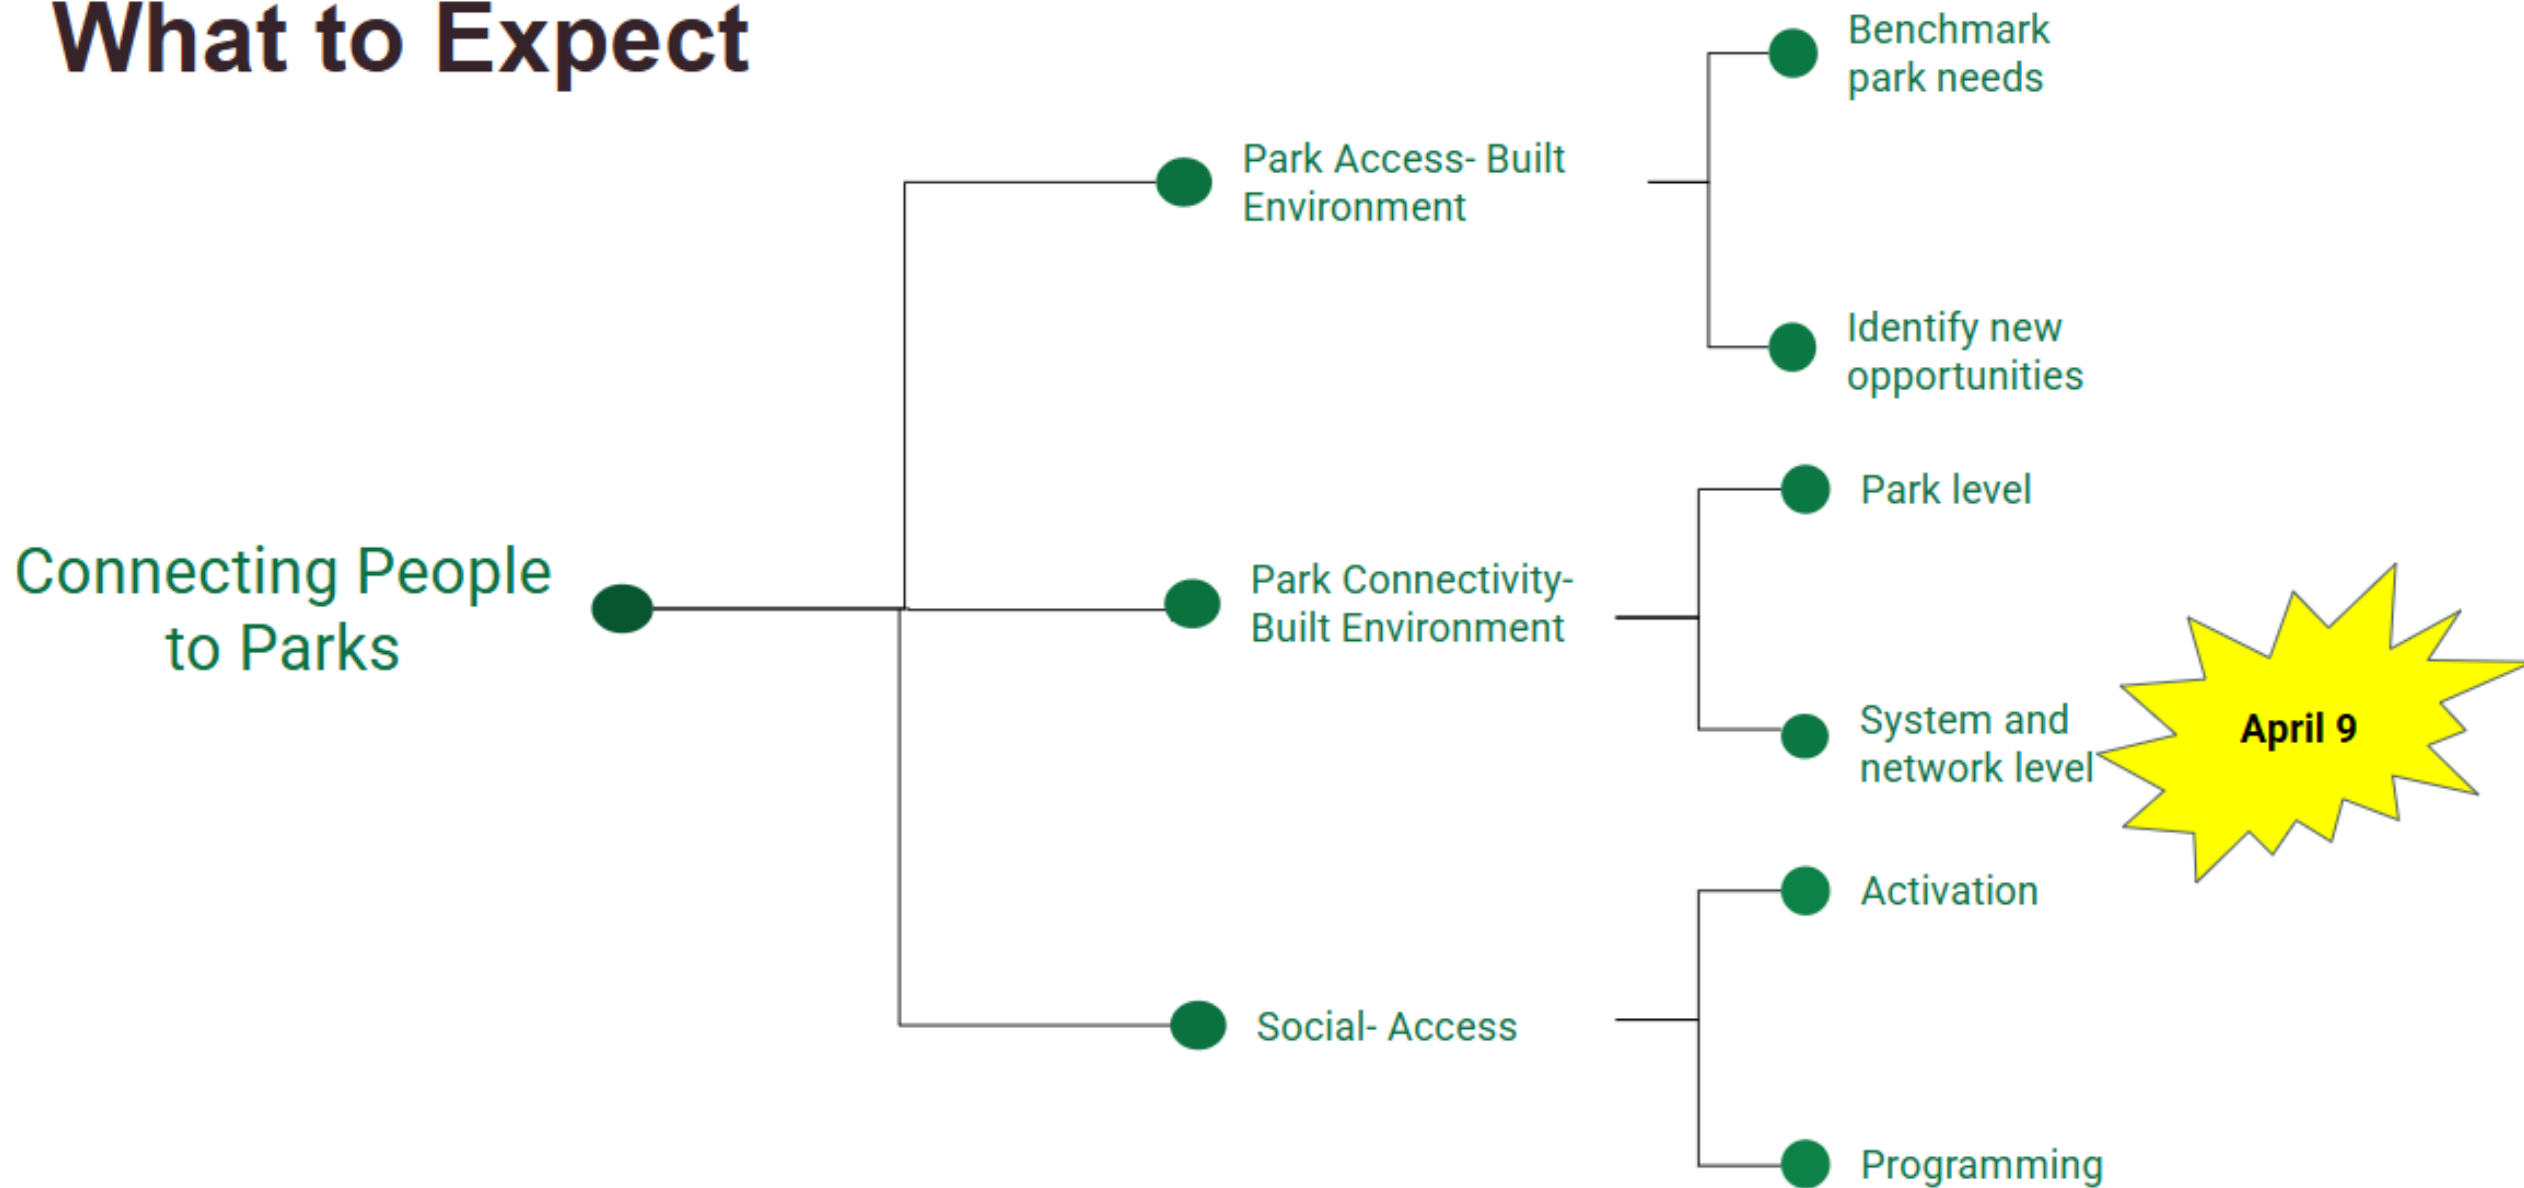 What to Expect
Connecting People
to Parks
Park Access- Built
Environment
Benchmark
park needs
Identify new
opportunities
Park Connectivity-
Built Environment
Park level
System and
network level
April 9
Social- Access
Activation
Programming